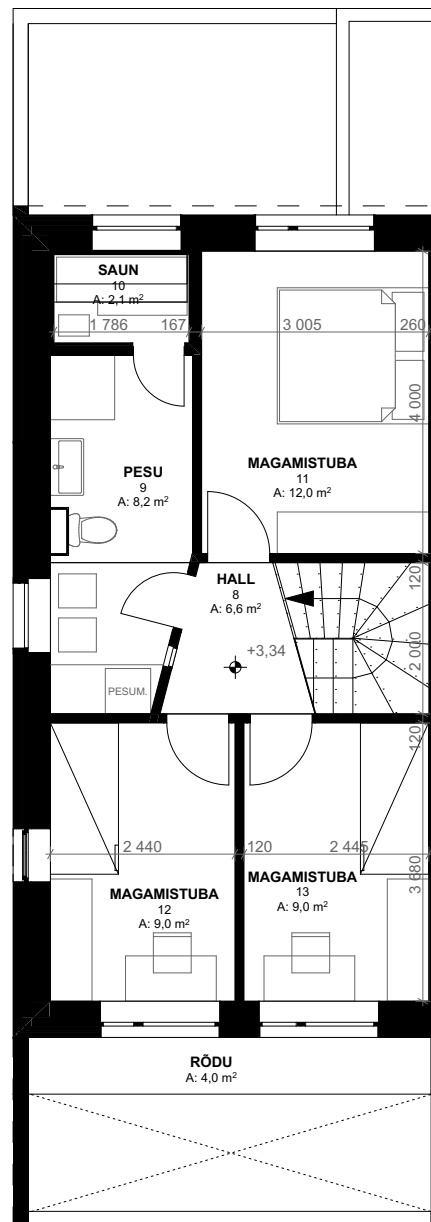 SAUN
10
A: 2,1 m²
1 786 167 3 005 260
4 000
MAGAMISTUBA
11
A: 12,0 m²
PESU
9
A: 8,2 m²
120
HALL
8
A: 6,6 m²
+3,34
2 000
PESUM.
120
2 440 120 2 445
3 680
MAGAMISTUBA
12
A: 9,0 m²
MAGAMISTUBA
13
A: 9,0 m²
RÕDU
A: 4,0 m²